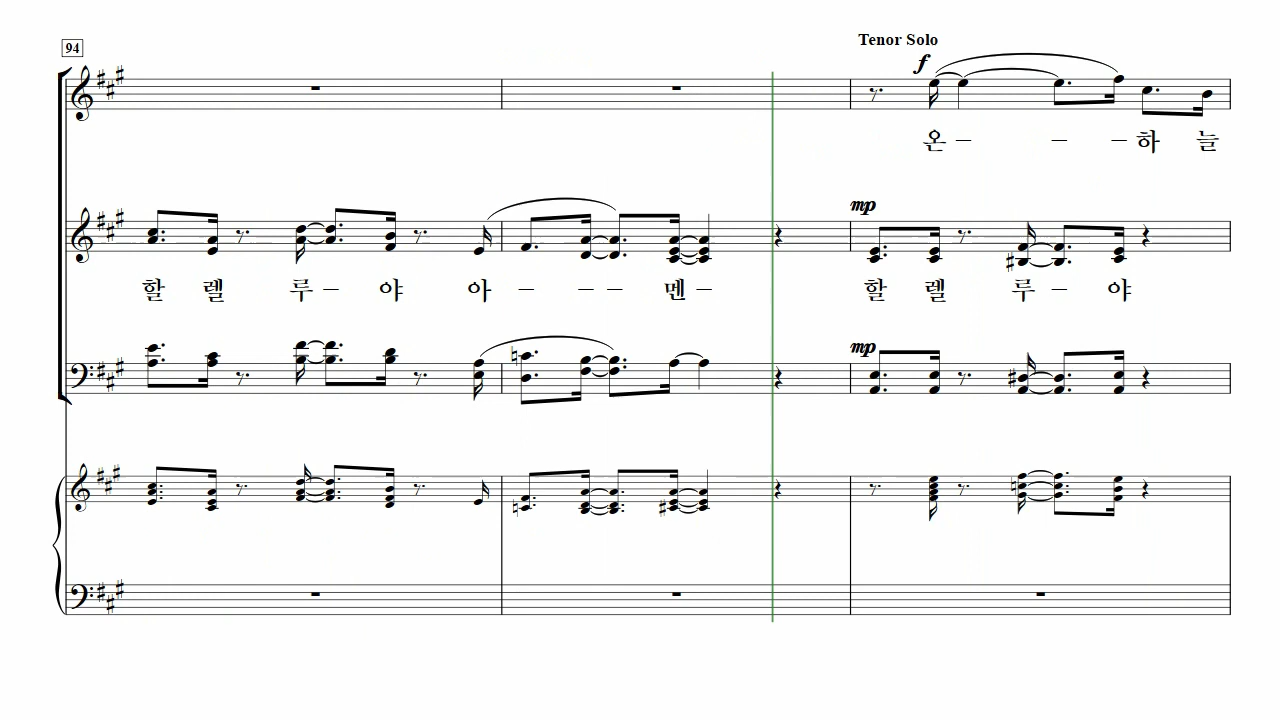 94
Tenor Solo
f
온 – – – 하 늘
mp
할 렐 루 – 야 아 – – – 멘 – 할 렐 루 – 야
mp